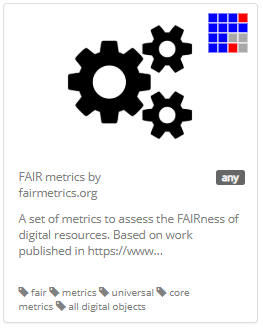 FAIR metrics by any
fairmetrics.org
A set of metrics to assess the FAIRness of
digital resources. Based on work
published in https://www...
fair metrics universal core
metrics all digital objects